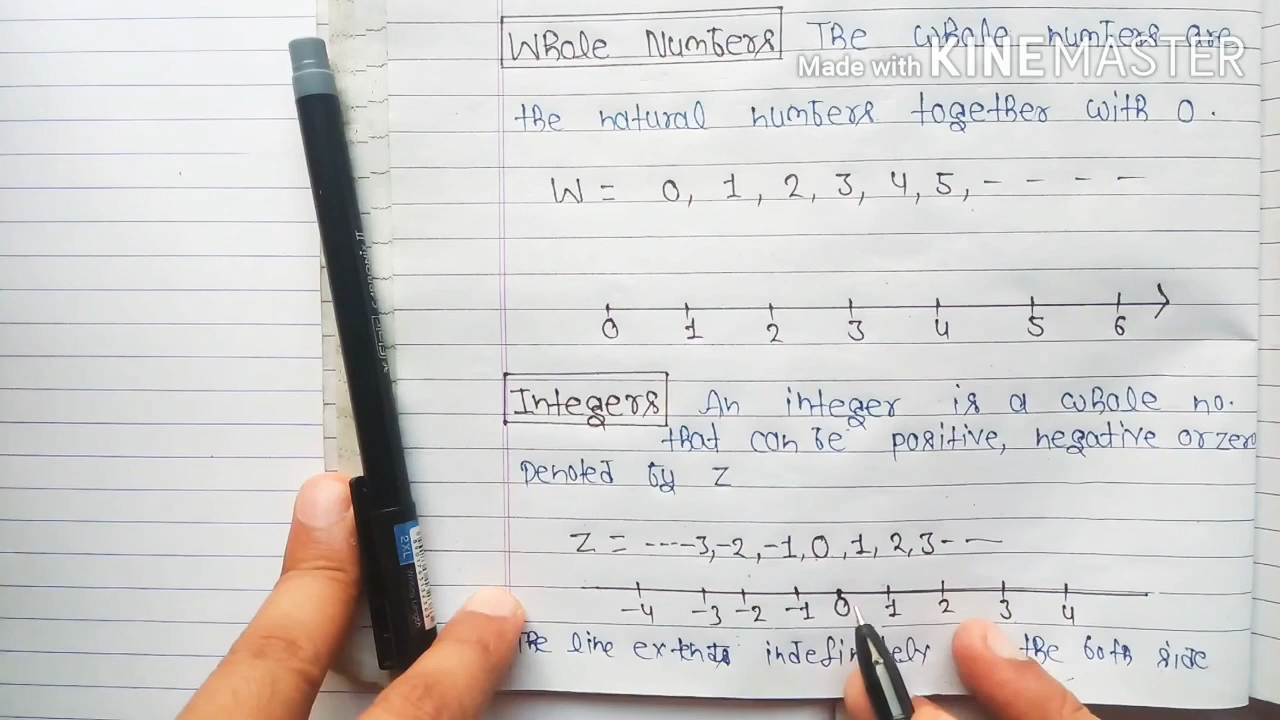 Whole Numbers The whole numbers are
Made with KINEMASTER
the natural numbers together with 0.
W = 0, 1, 2, 3, 4, 5, - - - -
0 1 2 3 4 5 6
Integers An integer is a whole no.
that can be positive, negative or zero
Denoted by Z
Z = ----3, -2, -1, 0, 1, 2, 3- —
-4 -3 -2 -1 0 1 2 3 4
The line extends the both side
2XL